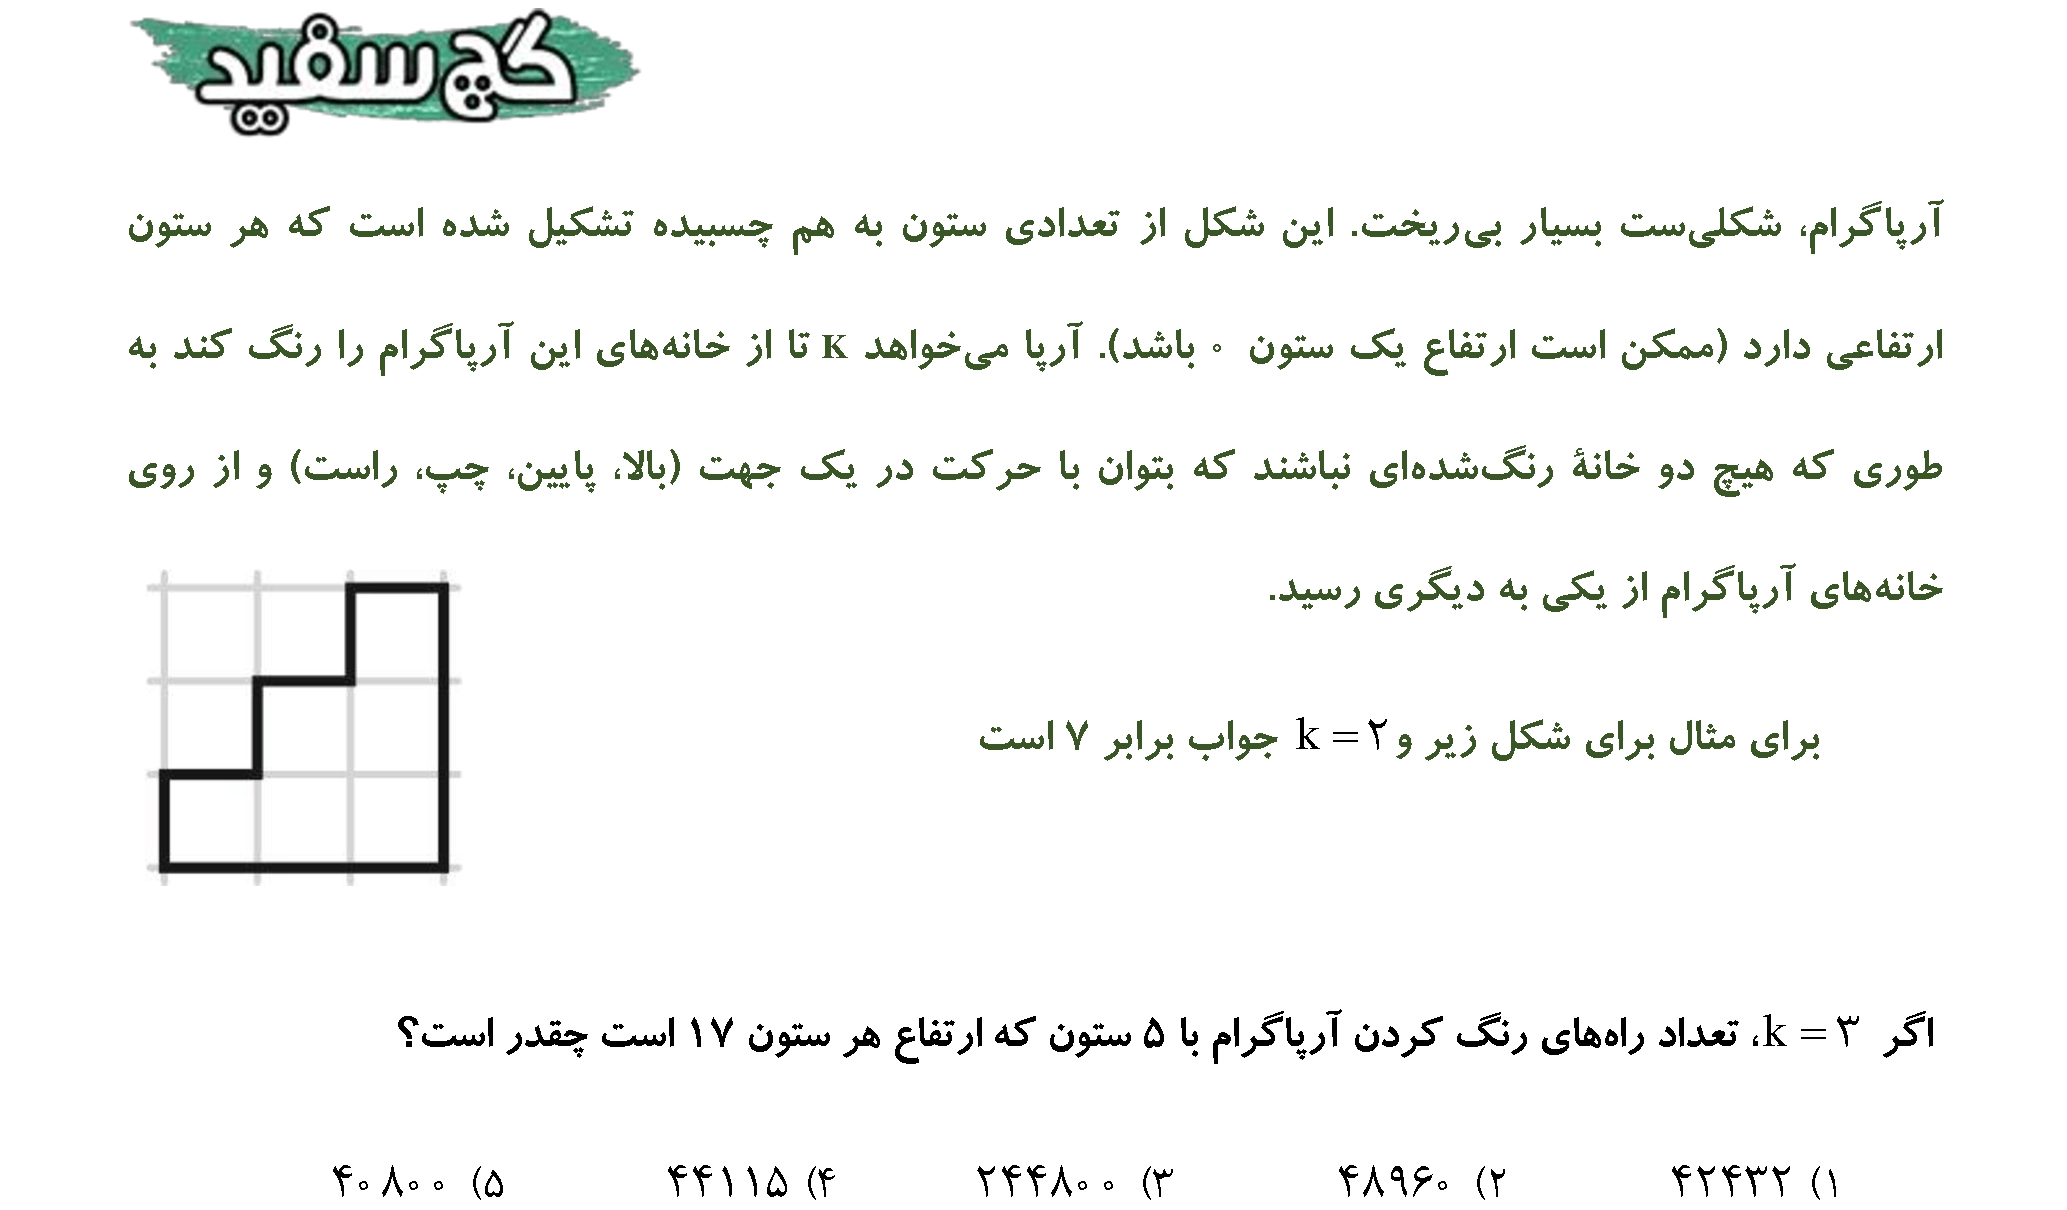 گچ سفید
آرپاگرام، شکلی‌ست بسیار بی‌ریخت. این شکل از تعدادی ستون به هم چسبیده تشکیل شده است که هر ستون
ارتفاعی دارد (ممکن است ارتفاع یک ستون ۰ باشد). آرپا می‌خواهد K تا از خانه‌های این آرپاگرام را رنگ کند به
طوری که هیچ دو خانهٔ رنگ‌شده‌ای نباشند که بتوان با حرکت در یک جهت (بالا، پایین، چپ، راست) و از روی
خانه‌های آرپاگرام از یکی به دیگری رسید.
برای مثال برای شکل زیر و k = ۲ جواب برابر ۷ است
اگر k = ۳، تعداد راه‌های رنگ کردن آرپاگرام با ۵ ستون که ارتفاع هر ستون ۱۷ است چقدر است؟
۱) ۴۲۴۳۲ ۲) ۴۸۹۶۰ ۳) ۲۴۴۸۰۰ ۴) ۴۴۱۱۵ ۵) ۴۰۸۰۰